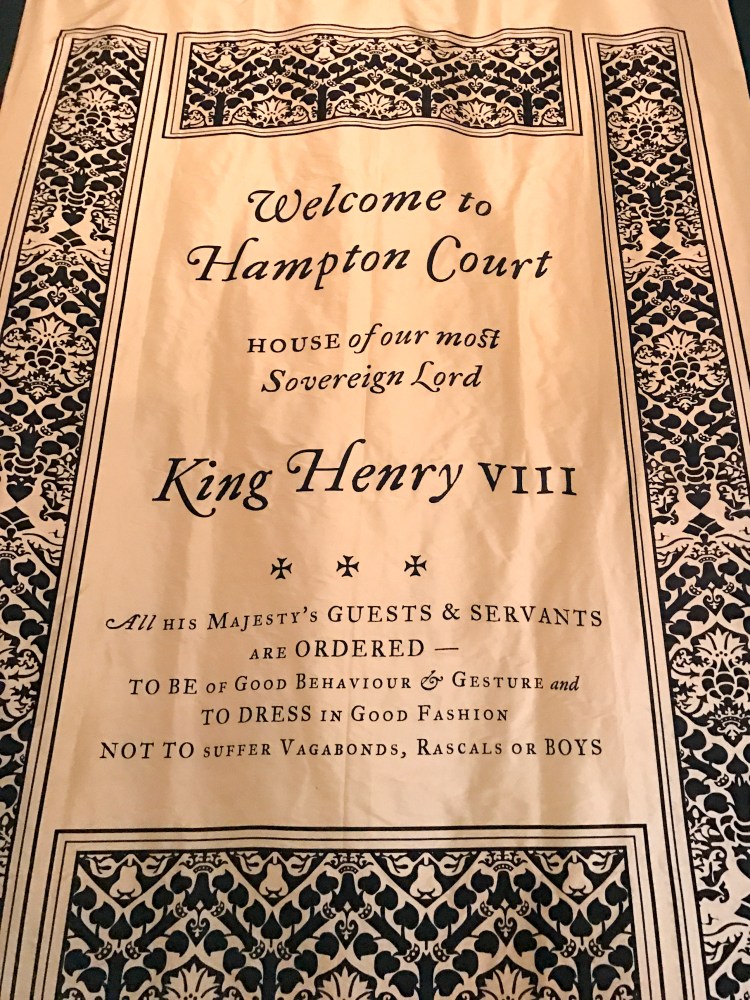 Welcome to
Hampton Court
HOUSE of our most
Sovereign Lord
King Henry VIII
✠ ✠ ✠
All HIS MAJESTY'S GUESTS & SERVANTS
ARE ORDERED —
TO BE OF GOOD BEHAVIOUR & GESTURE and
TO DRESS IN GOOD FASHION
NOT TO SUFFER VAGABONDS, RASCALS OR BOYS